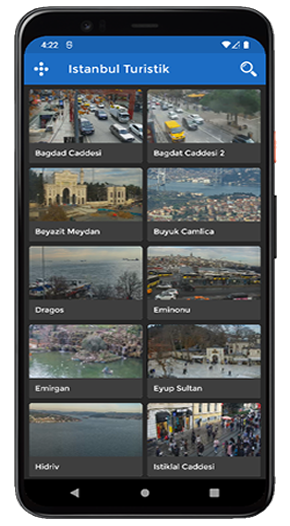 4:22
Istanbul Turistik
Bagdad Caddesi
Bagdat Caddesi 2
Beyazit Meydan
Buyuk Camlica
Dragos
Eminonu
Emirgan
Eyup Sultan
Hidriv
Istiklal Caddesi